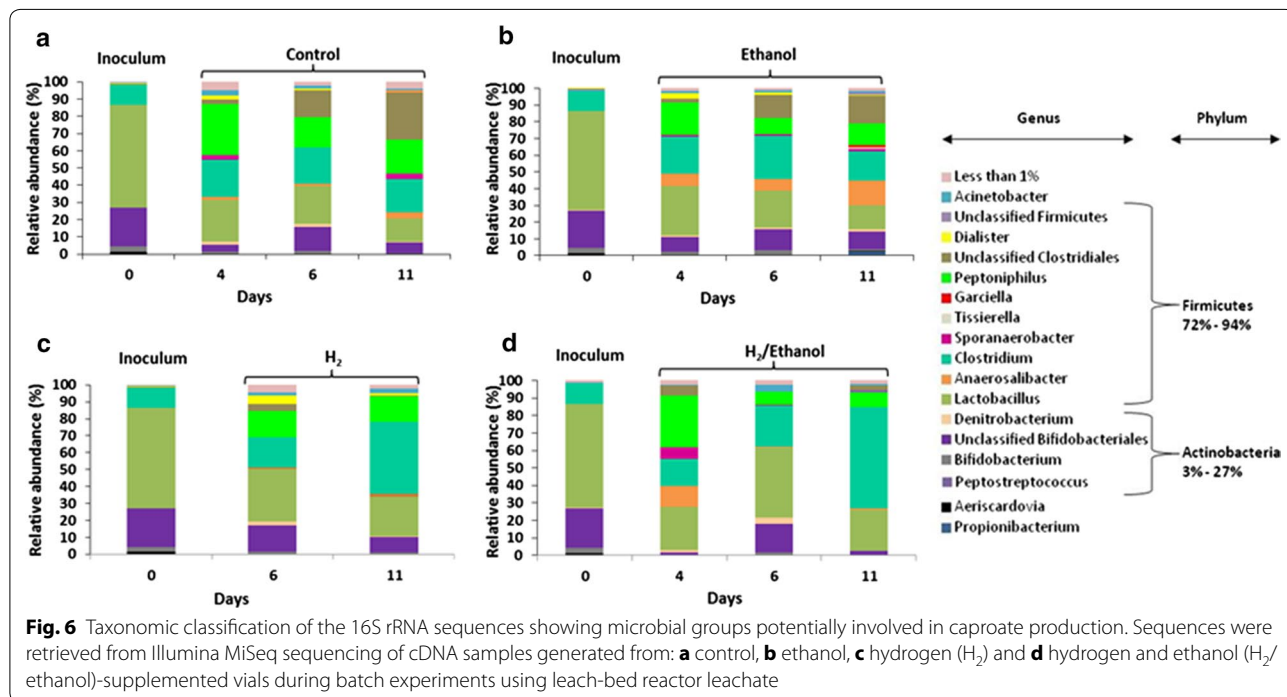 a
Inoculum
Control
Relative abundance (%)
100
90
80
70
60
50
40
30
20
10
0
0 4 6 11
Days
b
Inoculum
Ethanol
Relative abundance (%)
100
90
80
70
60
50
40
30
20
10
0
0 4 6 11
Days
c
Inoculum
H2
Relative abundance (%)
100
90
80
70
60
50
40
30
20
10
0
0 6 11
Days
d
Inoculum
H2/Ethanol
Relative abundance (%)
100
90
80
70
60
50
40
30
20
10
0
0 4 6 11
Days
Genus Phylum
Less than 1%
Acinetobacter
Unclassified Firmicutes
Dialister
Unclassified Clostridiales
Peptoniphilus
Garciella
Tissierella
Sporanaerobacter
Clostridium
Anaerosalibacter
Lactobacillus
Denitrobacterium
Unclassified Bifidobacteriales
Bifidobacterium
Peptostreptococcus
Aeriscardovia
Propionibacterium
Firmicutes
72% - 94%
Actinobacteria
3% - 27%
Fig. 6 Taxonomic classification of the 16S rRNA sequences showing microbial groups potentially involved in caproate production. Sequences were
retrieved from Illumina MiSeq sequencing of cDNA samples generated from: a control, b ethanol, c hydrogen (H2) and d hydrogen and ethanol (H2/
ethanol)-supplemented vials during batch experiments using leach-bed reactor leachate